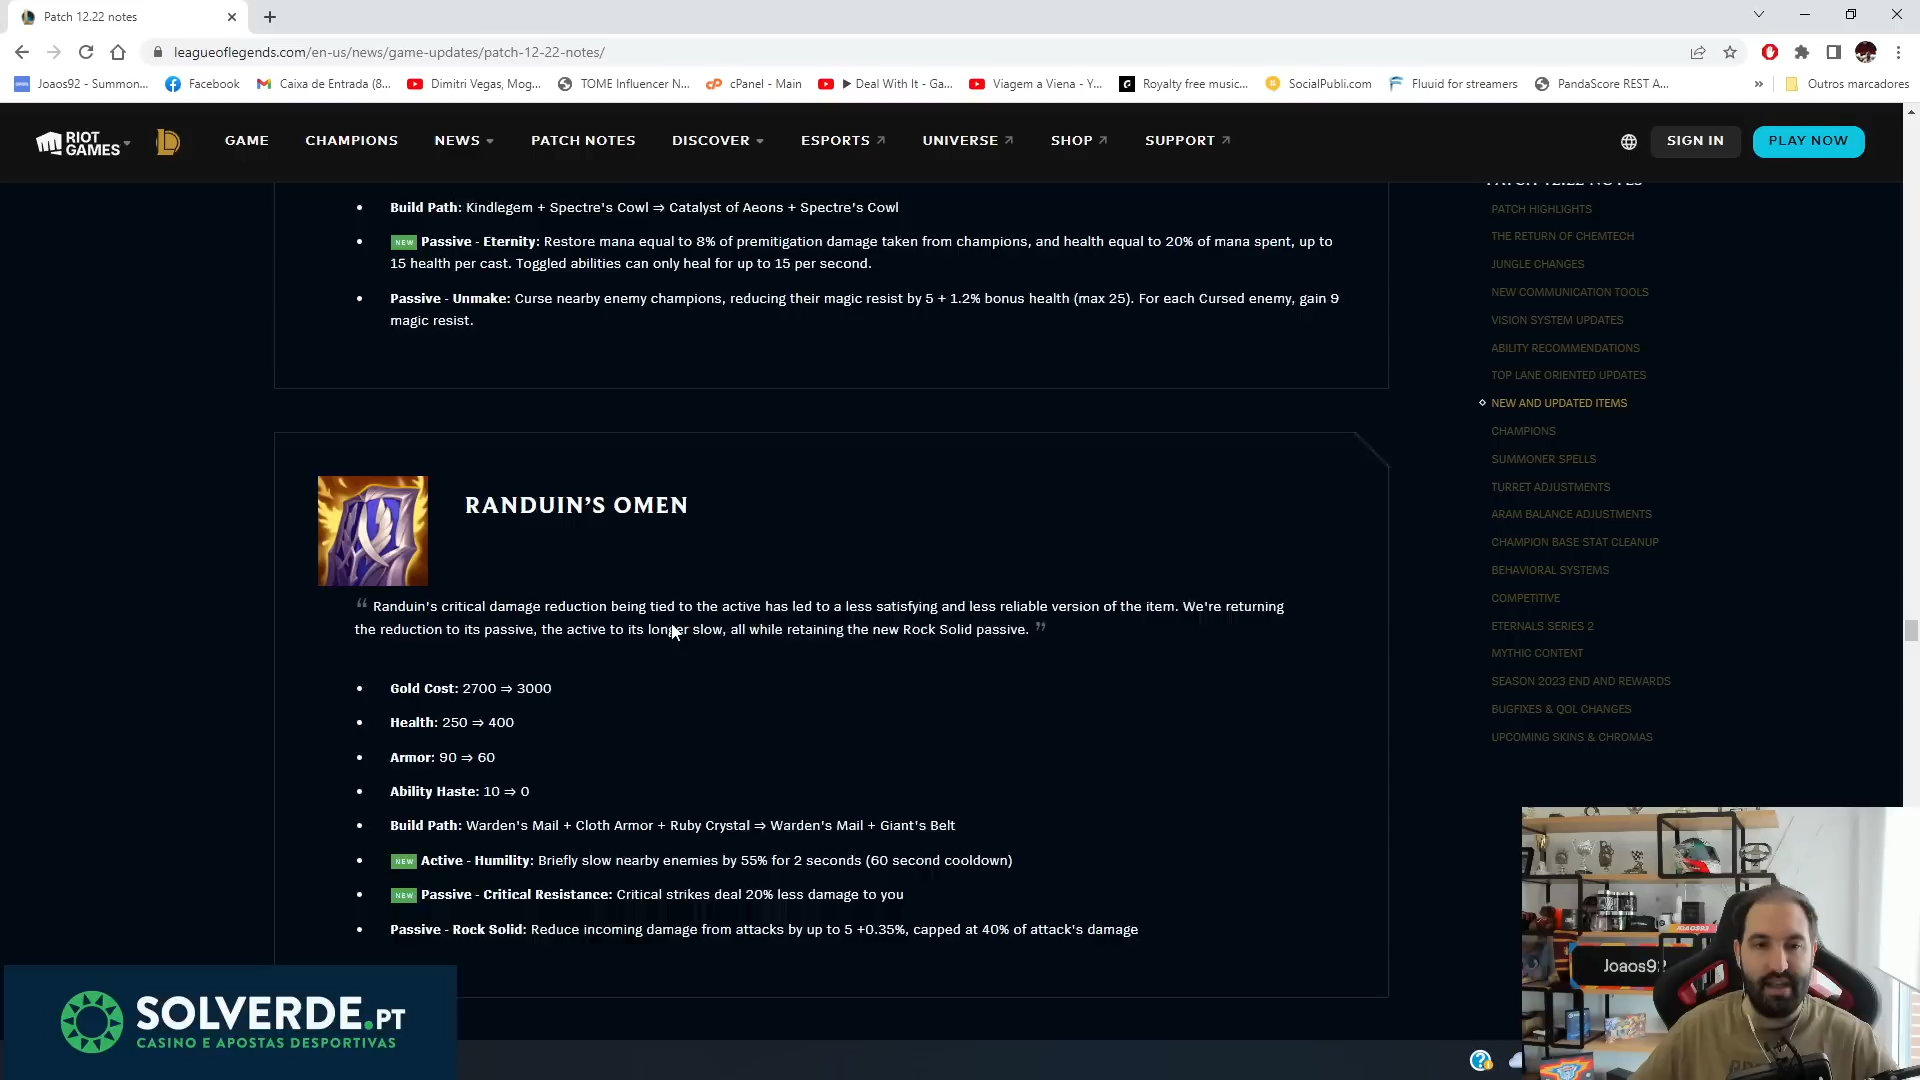 Patch 12.22 notes
leagueoflegends.com/en-us/news/game-updates/patch-12-22-notes/
Joaos92 - Summon...
Facebook
Caixa de Entrada (8...
Dimitri Vegas, Mog...
TOME Influencer N...
cPanel - Main
▶ Deal With It - Ga...
Viagem a Viena - Y...
Royalty free music...
SocialPubli.com
Fluuid for streamers
PandaScore REST A...
»
Outros marcadores
RIOT GAMES
GAME
CHAMPIONS
NEWS
PATCH NOTES
DISCOVER
ESPORTS
UNIVERSE
SHOP
SUPPORT
SIGN IN
PLAY NOW
• Build Path: Kindlegem + Spectre's Cowl ⇒ Catalyst of Aeons + Spectre's Cowl
• NEW Passive - Eternity: Restore mana equal to 8% of premitigation damage taken from champions, and health equal to 20% of mana spent, up to
15 health per cast. Toggled abilities can only heal for up to 15 per second.
• Passive - Unmake: Curse nearby enemy champions, reducing their magic resist by 5 + 1.2% bonus health (max 25). For each Cursed enemy, gain 9
magic resist.
RANDUIN'S OMEN
“ Randuin's critical damage reduction being tied to the active has led to a less satisfying and less reliable version of the item. We're returning
the reduction to its passive, the active to its longer slow, all while retaining the new Rock Solid passive. ”
• Gold Cost: 2700 ⇒ 3000
• Health: 250 ⇒ 400
• Armor: 90 ⇒ 60
• Ability Haste: 10 ⇒ 0
• Build Path: Warden's Mail + Cloth Armor + Ruby Crystal ⇒ Warden's Mail + Giant's Belt
• NEW Active - Humility: Briefly slow nearby enemies by 55% for 2 seconds (60 second cooldown)
• NEW Passive - Critical Resistance: Critical strikes deal 20% less damage to you
• Passive - Rock Solid: Reduce incoming damage from attacks by up to 5 +0.35%, capped at 40% of attack's damage
PATCH 12.22 NOTES
PATCH HIGHLIGHTS
THE RETURN OF CHEMTECH
JUNGLE CHANGES
NEW COMMUNICATION TOOLS
VISION SYSTEM UPDATES
ABILITY RECOMMENDATIONS
TOP LANE ORIENTED UPDATES
NEW AND UPDATED ITEMS
CHAMPIONS
SUMMONER SPELLS
TURRET ADJUSTMENTS
ARAM BALANCE ADJUSTMENTS
CHAMPION BASE STAT CLEANUP
BEHAVIORAL SYSTEMS
COMPETITIVE
ETERNALS SERIES 2
MYTHIC CONTENT
SEASON 2023 END AND REWARDS
BUGFIXES & QOL CHANGES
UPCOMING SKINS & CHROMAS
Joaos92
SOLVERDE.PT
CASINO E APOSTAS DESPORTIVAS